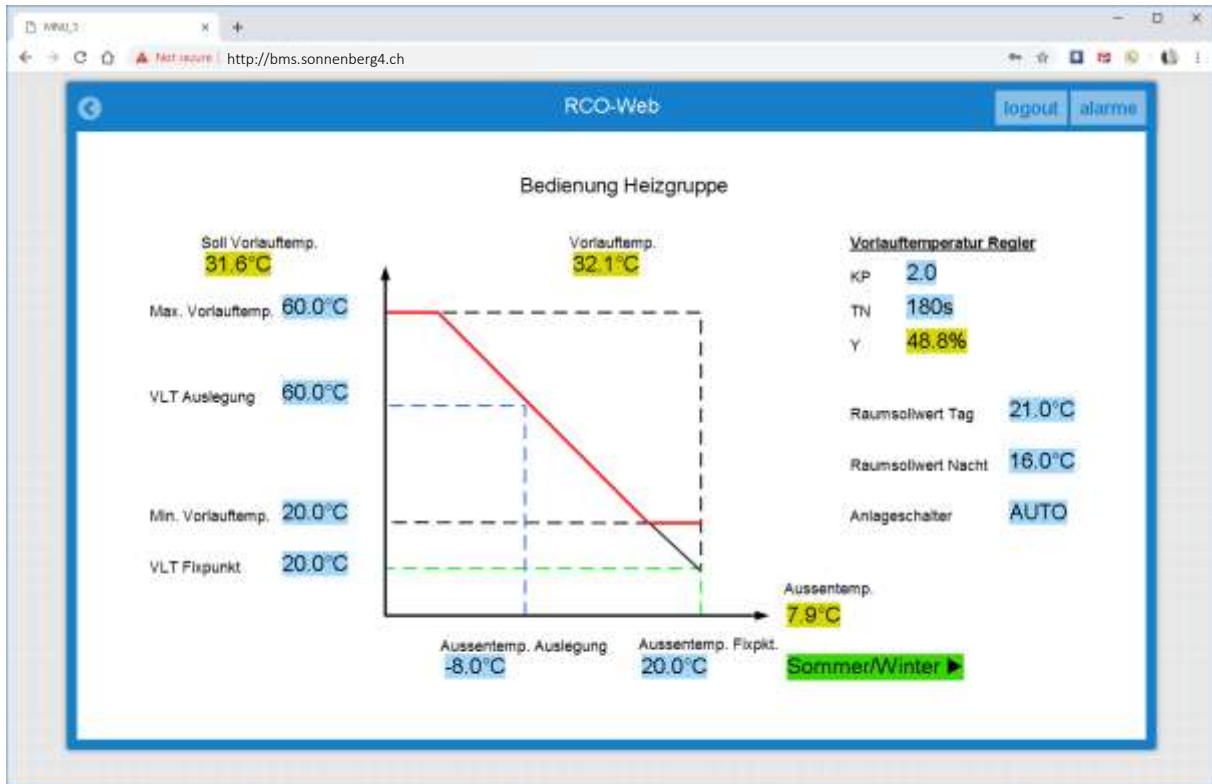 MNU_1
Not secure
http://bms.sonnenberg4.ch
RCO-Web
logout
alarme
Bedienung Heizgruppe
Soll Vorlauftemp.
31.6°C
Vorlauftemp.
32.1°C
Vorlauftemperatur Regler
KP 2.0
TN 180s
Y 48.8%
Max. Vorlauftemp. 60.0°C
VLT Auslegung 60.0°C
Min. Vorlauftemp. 20.0°C
VLT Fixpunkt 20.0°C
Raumsollwert Tag 21.0°C
Raumsollwert Nacht 16.0°C
Anlageschalter AUTO
Aussentemp.
7.9°C
Aussentemp. Auslegung
-8.0°C
Aussentemp. Fixpkt.
20.0°C
Sommer/Winter ▶